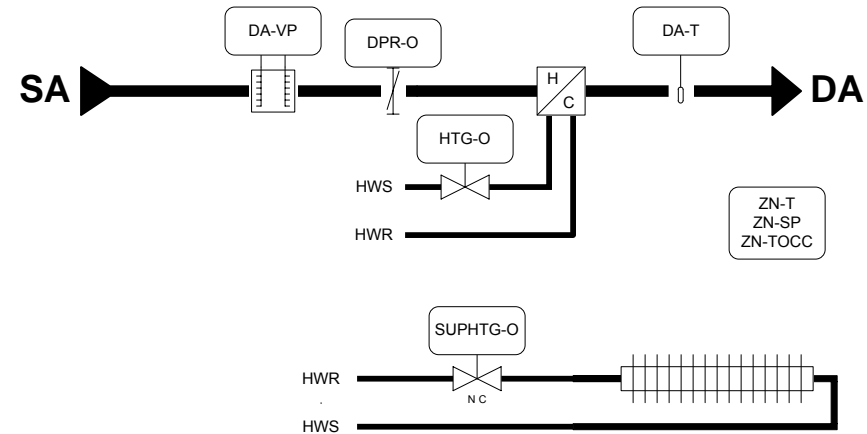 DA-VP
DPR-O
DA-T
SA
H
C
DA
HTG-O
HWS
HWR
ZN-T
ZN-SP
ZN-TOCC
SUPHTG-O
HWR
N C
HWS